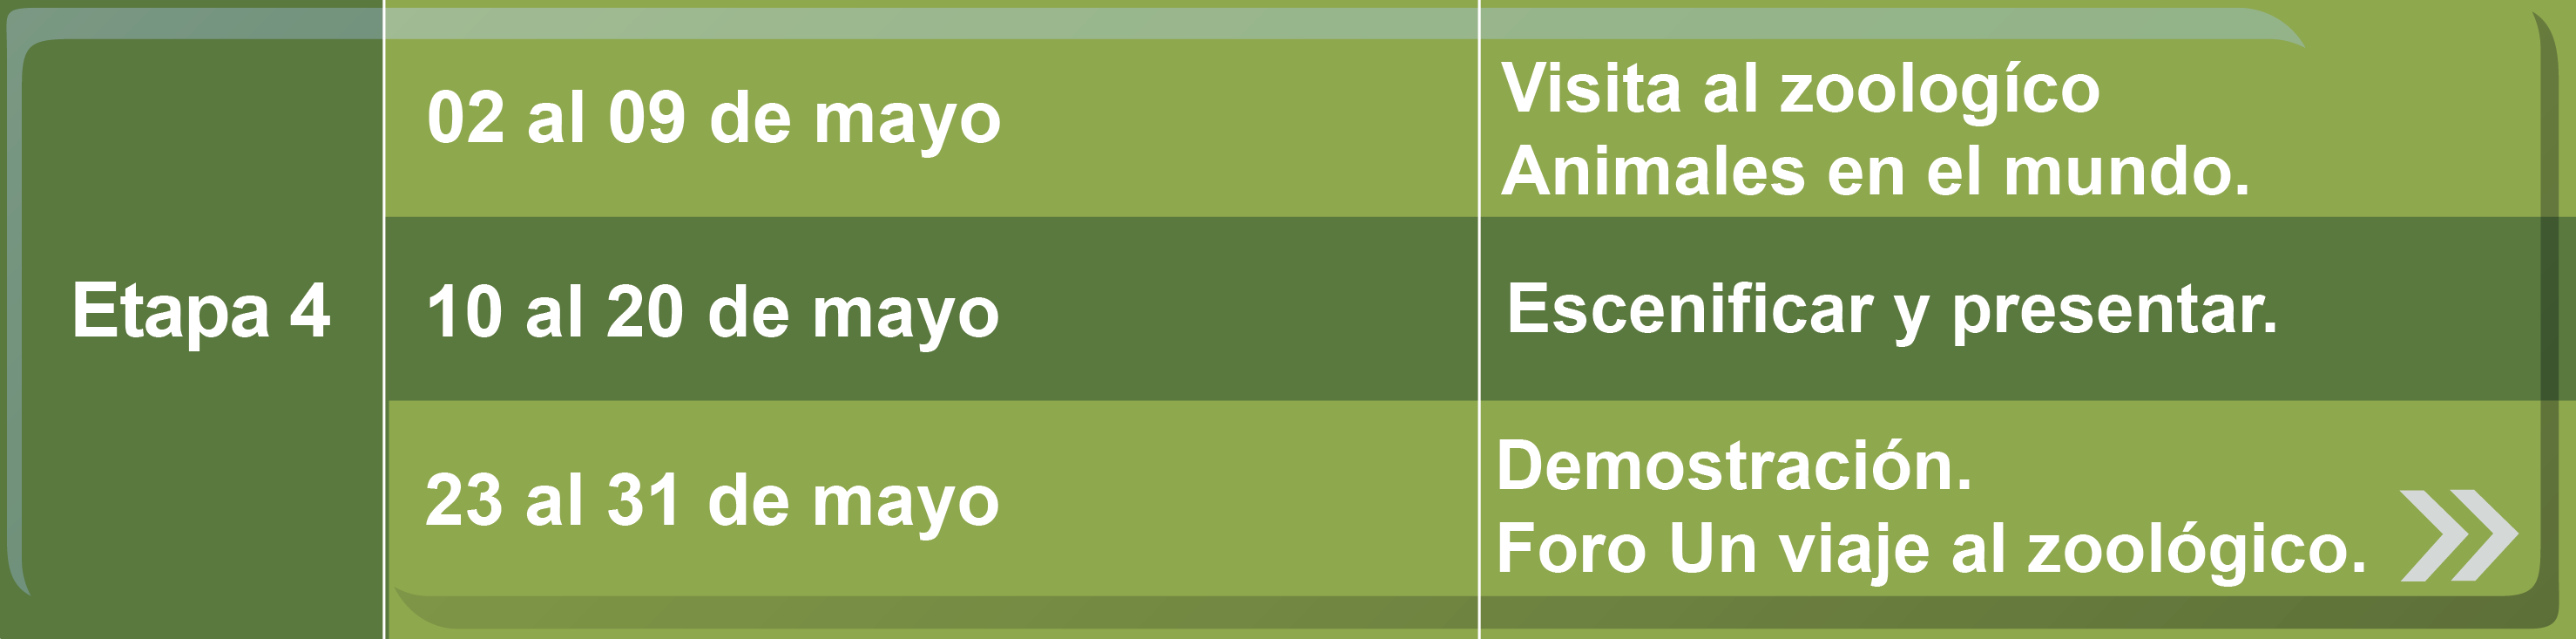 Etapa 4
02 al 09 de mayo
Visita al zoologíco
Animales en el mundo.
10 al 20 de mayo
Escenificar y presentar.
23 al 31 de mayo
Demostración.
Foro Un viaje al zoológico.